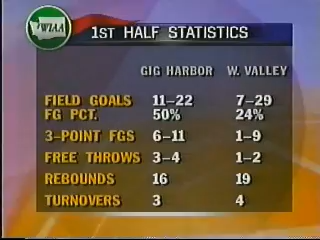 WIAA
1ST HALF STATISTICS
GIG HARBOR W. VALLEY
FIELD GOALS 11-22 7-29
FG PCT. 50% 24%
3-POINT FGS 6-11 1-9
FREE THROWS 3-4 1-2
REBOUNDS 16 19
TURNOVERS 3 4